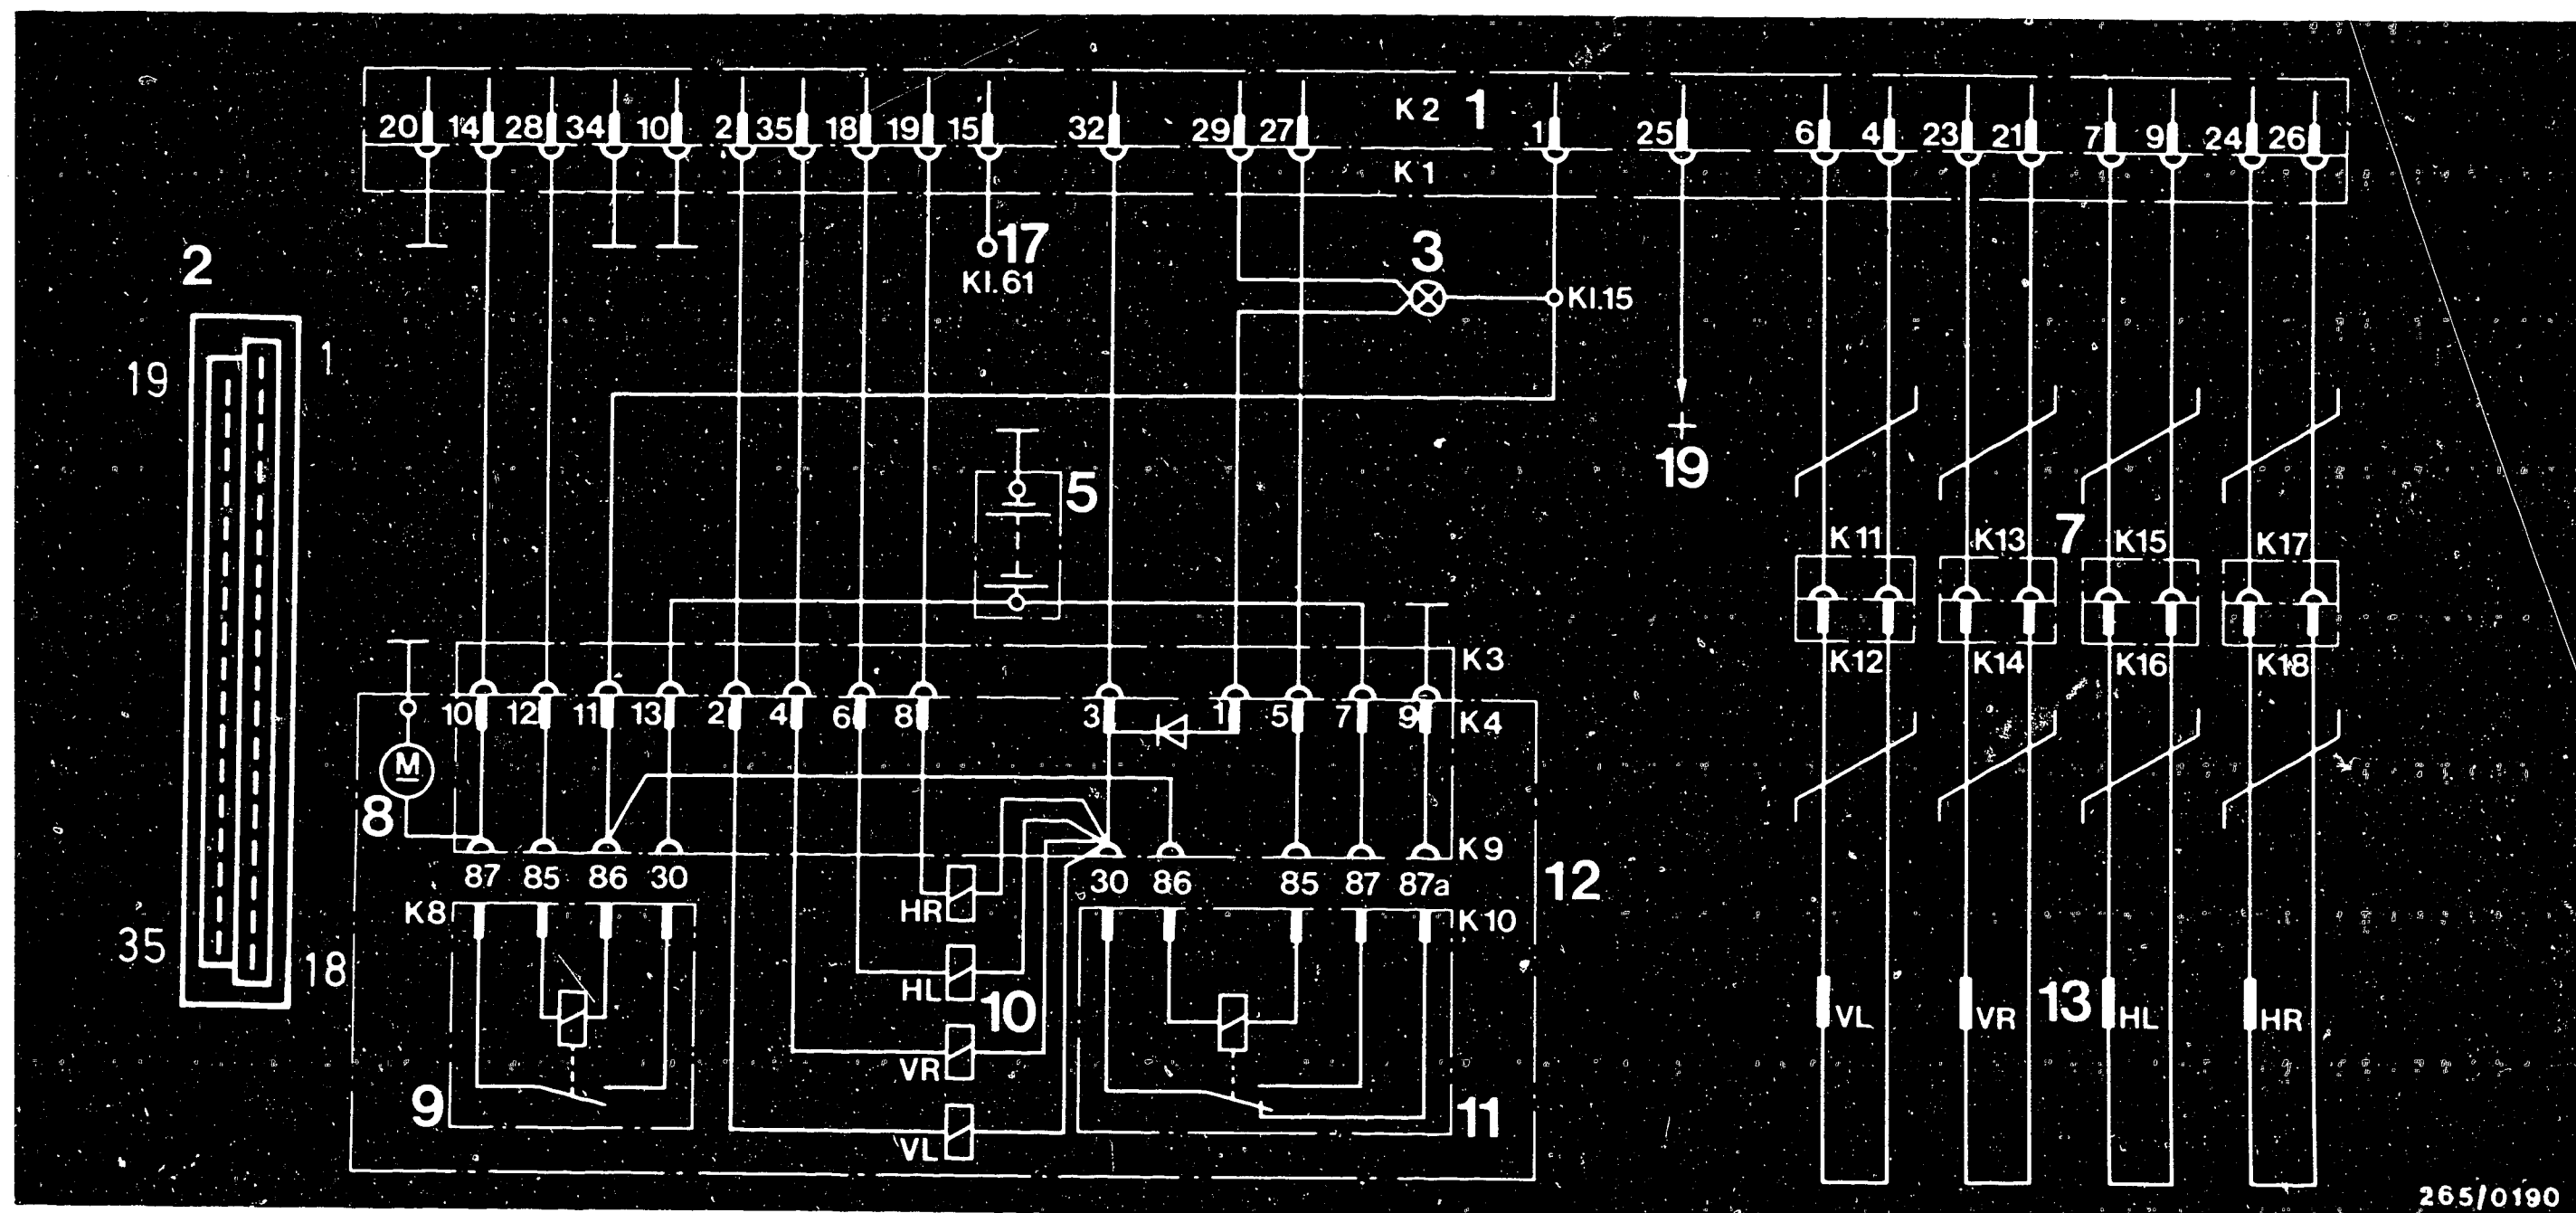 K2 1
20 14 28 34 10 2 35 18 19 15 32 29 27 1 25 6 4 23 21 7 9 24 26
K1
17
Kl.61
3
Kl.15
2
19 1
5
19
7
K11 K13 K15 K17
K12 K14 K16 K18
K3
10 12 11 13 2 4 6 8 3 1 5 7 9
K4
M
8
K9
87 85 86 30 30 86 85 87 87a
12
K8
HR
K10
35 18
HL
10
VL VR 13 HL HR
VR
9
11
VL
265/0190